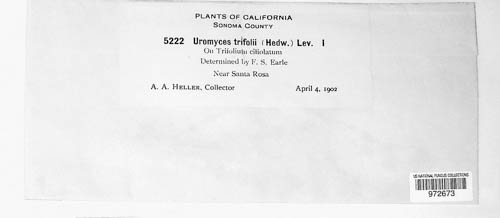 PLANTS OF CALIFORNIA
SONOMA COUNTY
5222 Uromyces trifolii (Hedw.) Lev. I
On Trifolium ciliolatum
Determined by F. S. Earle
Near Santa Rosa
A. A. HELLER, Collector April 4, 1902
US NATIONAL FUNGUS COLLECTIONS
972673